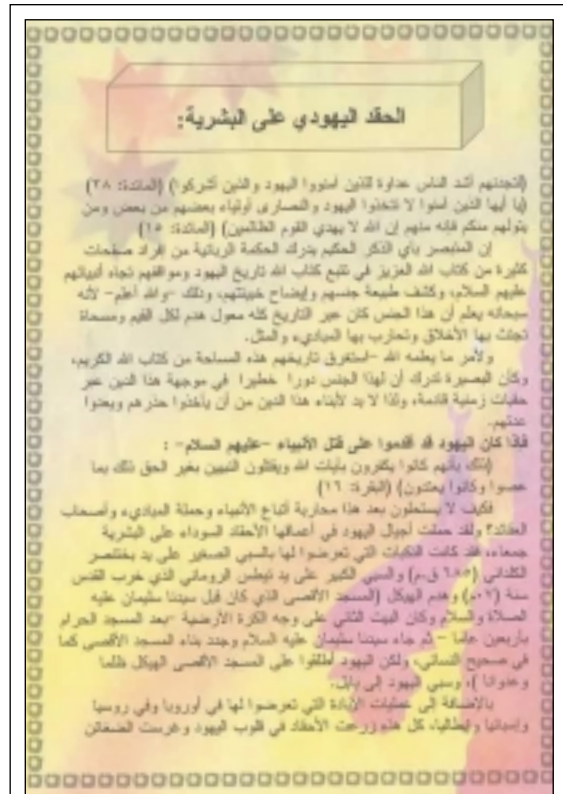 الحقد اليهودي على البشرية:
(لتجدنهم أشد الناس عداوة للذين آمنوا اليهود والذين أشركوا) (المائدة: ٢٨)
(يا أيها الذين آمنوا لا تتخذوا اليهود والنصارى أولياء بعضهم من بعض ومن
يتولهم منكم فإنه منهم إن الله لا يهدي القوم الظالمين) (المائدة: ١٥)
إن المتبصر بآي الذكر الحكيم يدرك الحكمة الربانية من إفراد صفحات
كثيرة من كتاب الله العزيز في تتبع كتاب الله تاريخ اليهود ومواقفهم تجاه أنبيائهم
عليهم السلام، وكشف طبيعة جنسهم وإيضاح خبيئتهم، وذلك -والله أعلم- لأنه
سبحانه يعلم أن هذا الجنس كان عبر التاريخ كله معول هدم لكل القيم ومسحاة
تجتث بها الأخلاق وتحارب بها المبادىء والمثل.
ولأمر ما يعلمه الله -استغرق تاريخهم هذه المساحة من كتاب الله الكريم،
وكأن البصيرة تدرك أن لهذا الجنس دورا خطيرا في موجهة هذا الدين عبر
حقبات زمنية قادمة، ولذا لا بد لأبناء هذا الدين من أن يأخذوا حذرهم ويعدوا
عدتهم.
فإذا كان اليهود قد أقدموا على قتل الأنبياء -عليهم السلام- :
(ذلك بأنهم كانوا يكفرون بآيات الله ويقتلون النبيين بغير الحق ذلك بما
عصوا وكانوا يعتدون) (البقرة: ١٦)
فكيف لا يستحلون بعد هذا محاربة أتباع الأنبياء وحملة المبادىء وأصحاب
العقائد؟ ولقد حملت أجيال اليهود في أعماقها الأحقاد السوداء على البشرية
جمعاء، فقد كانت النكبات التي تعرضوا لها بالسبي الصغير على يد بختنصر
الكلداني (٦٨٥ ق.م) والسبي الكبير على يد تيطس الروماني الذي خرب القدس
سنة (٠٧م) وهدم الهيكل (المسجد الأقصى الذي كان قبل سيدنا سليمان عليه
الصلاة والسلام وكان البيت الثاني على وجه الكرة الأرضية -بعد المسجد الحرام
بأربعين عاما - ثم جاء سيدنا سليمان عليه السلام وجدد بناء المسجد الأقصى كما
في صحيح النسائي، ولكن اليهود أطلقوا على المسجد الأقصى الهيكل ظلما
وعدوانا )، وسبي اليهود إلى بابل.
بالإضافة إلى عمليات الإبادة التي تعرضوا لها في أوروبا وفي روسيا
وإسبانيا وإيطاليا، كل هذه زرعت الأحقاد في قلوب اليهود وغرست الضغائن